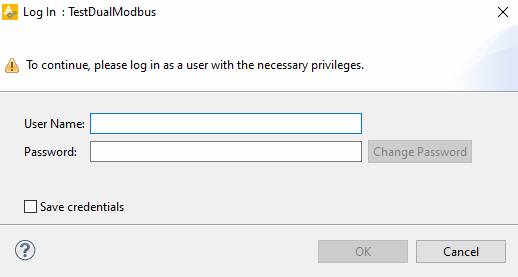 Log In : TestDualModbus
To continue, please log in as a user with the necessary privileges.
User Name:
Password:
Change Password
Save credentials
?
OK
Cancel